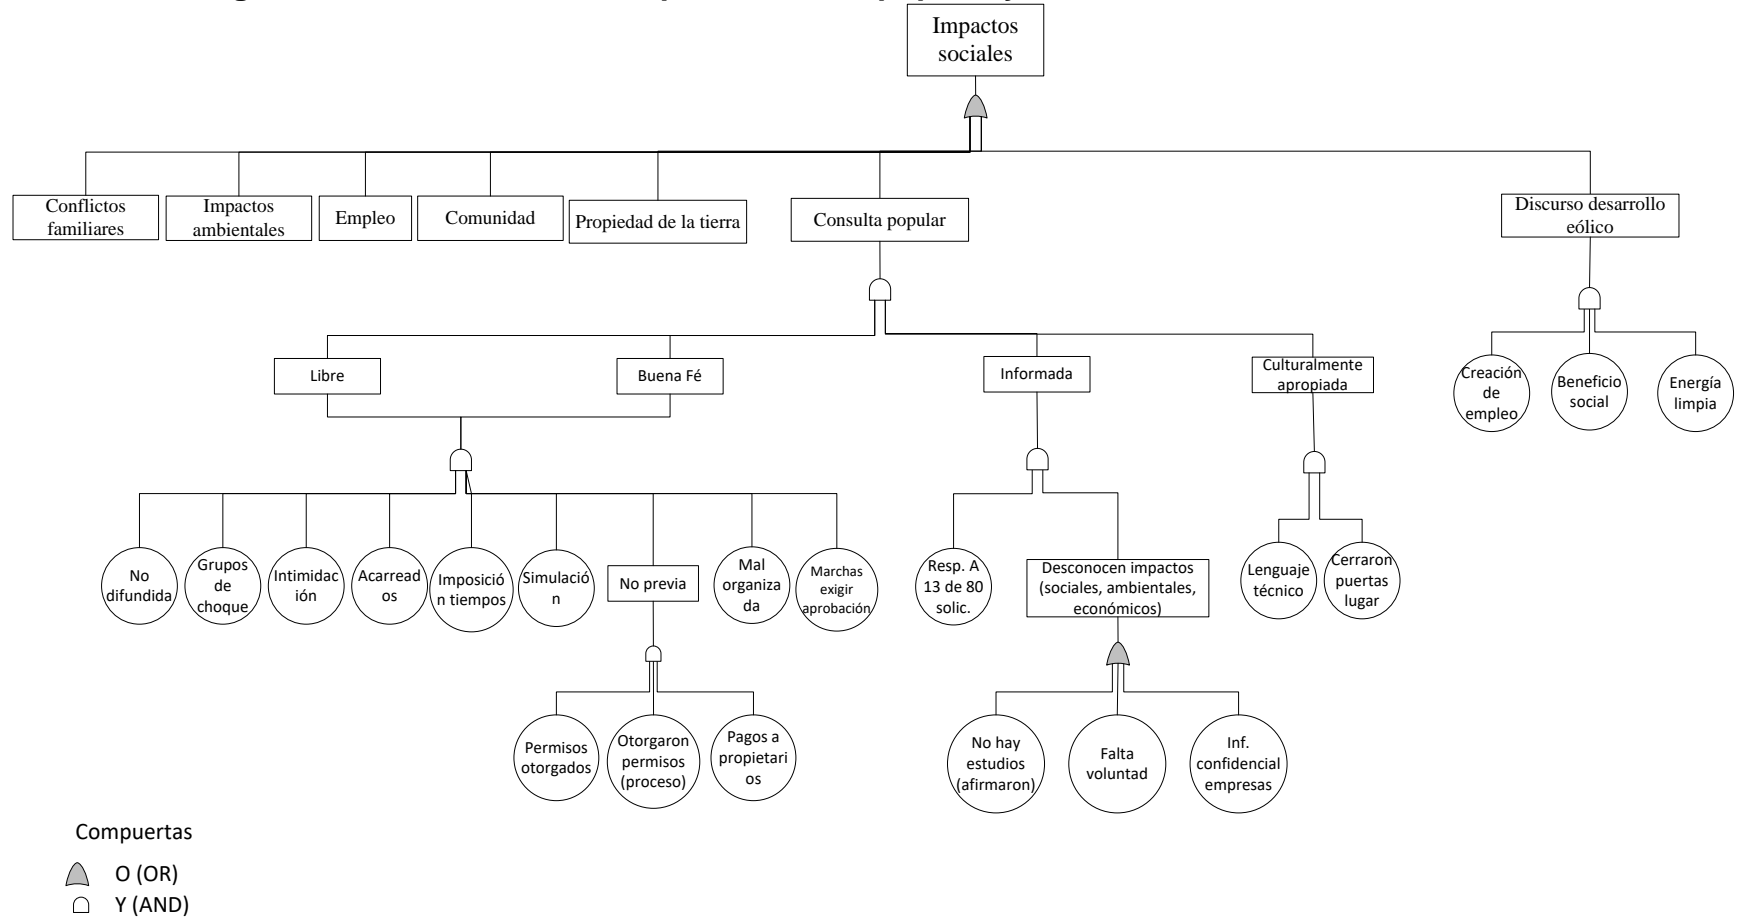 Impactos
sociales
Conflictos
familiares
Impactos
ambientales
Empleo
Comunidad
Propiedad de la tierra
Consulta popular
Discurso desarrollo
eólico
Libre
Buena Fé
Informada
Culturalmente
apropiada
Creación
de
empleo
Beneficio
social
Energía
limpia
No
difundida
Grupos
de
choque
Intimidac
ión
Acarread
os
Imposició
n tiempos
Simulació
n
No previa
Mal
organiza
da
Marchas
exigir
aprobación
Resp. A
13 de 80
solic.
Desconocen impactos
(sociales, ambientales,
económicos)
Lenguaje
técnico
Cerraron
puertas
lugar
Permisos
otorgados
Otorgaron
permisos
(proceso)
Pagos a
propietari
os
No hay
estudios
(afirmaron)
Falta
voluntad
Inf.
confidencial
empresas
Compuertas
O (OR)
Y (AND)